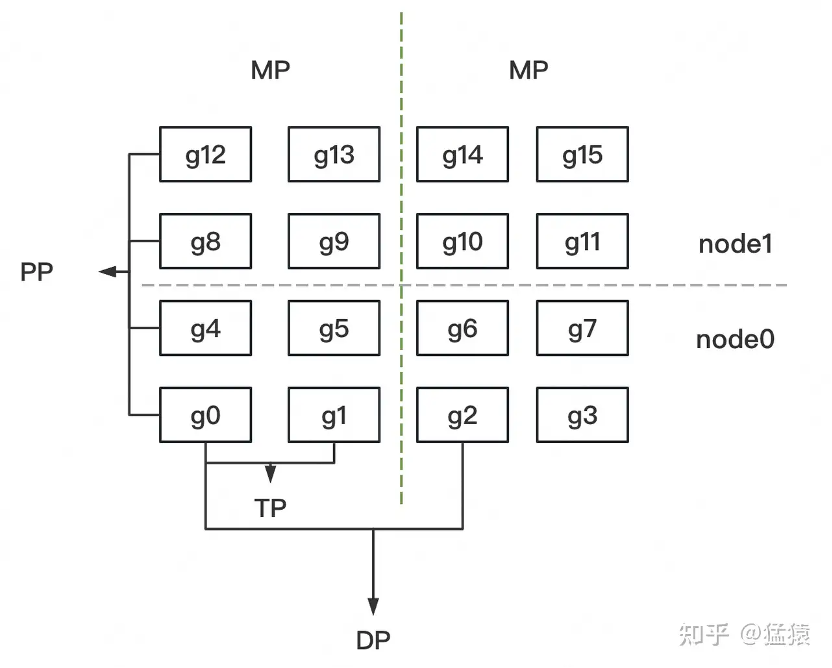 MP MP
g12 g13 g14 g15
g8 g9 g10 g11 node1
PP
g4 g5 g6 g7 node0
g0 g1 g2 g3
TP
DP
知乎 @猛猿